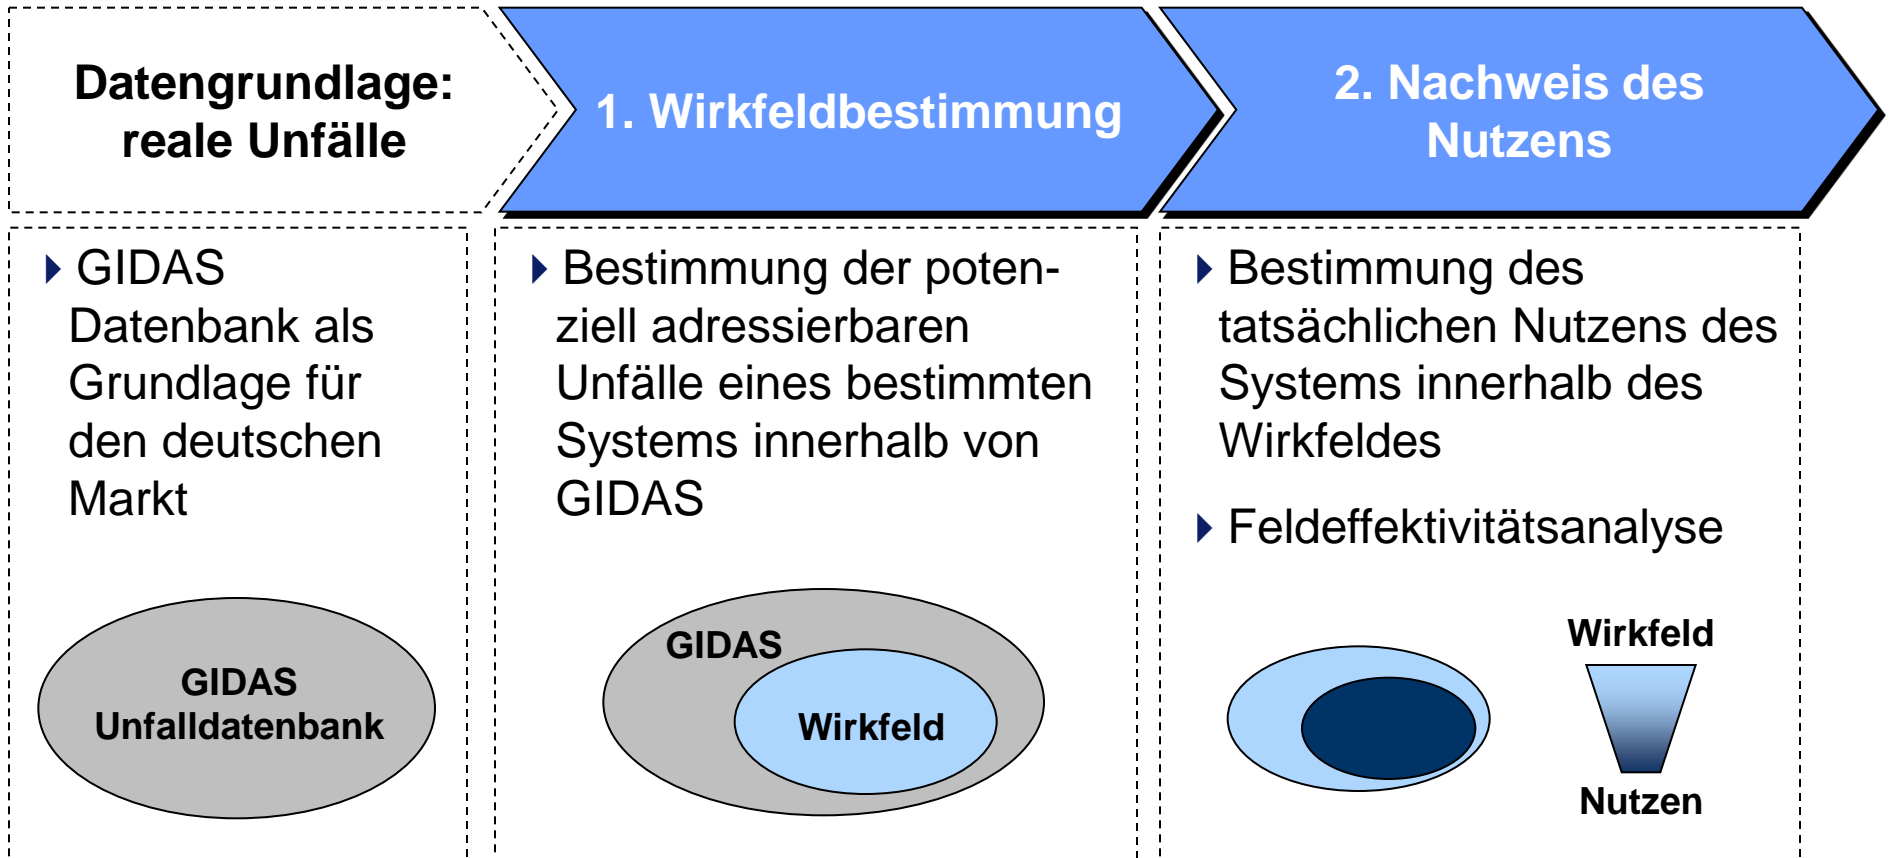 Datengrundlage:
reale Unfälle
1. Wirkfeldbestimmung
2. Nachweis des
Nutzens
GIDAS
Datenbank als
Grundlage für
den deutschen
Markt
GIDAS
Unfalldatenbank
Bestimmung der poten-
ziell adressierbaren
Unfälle eines bestimmten
Systems innerhalb von
GIDAS
GIDAS
Wirkfeld
Bestimmung des
tatsächlichen Nutzens des
Systems innerhalb des
Wirkfeldes
Feldeffektivitätsanalyse
Wirkfeld
Nutzen